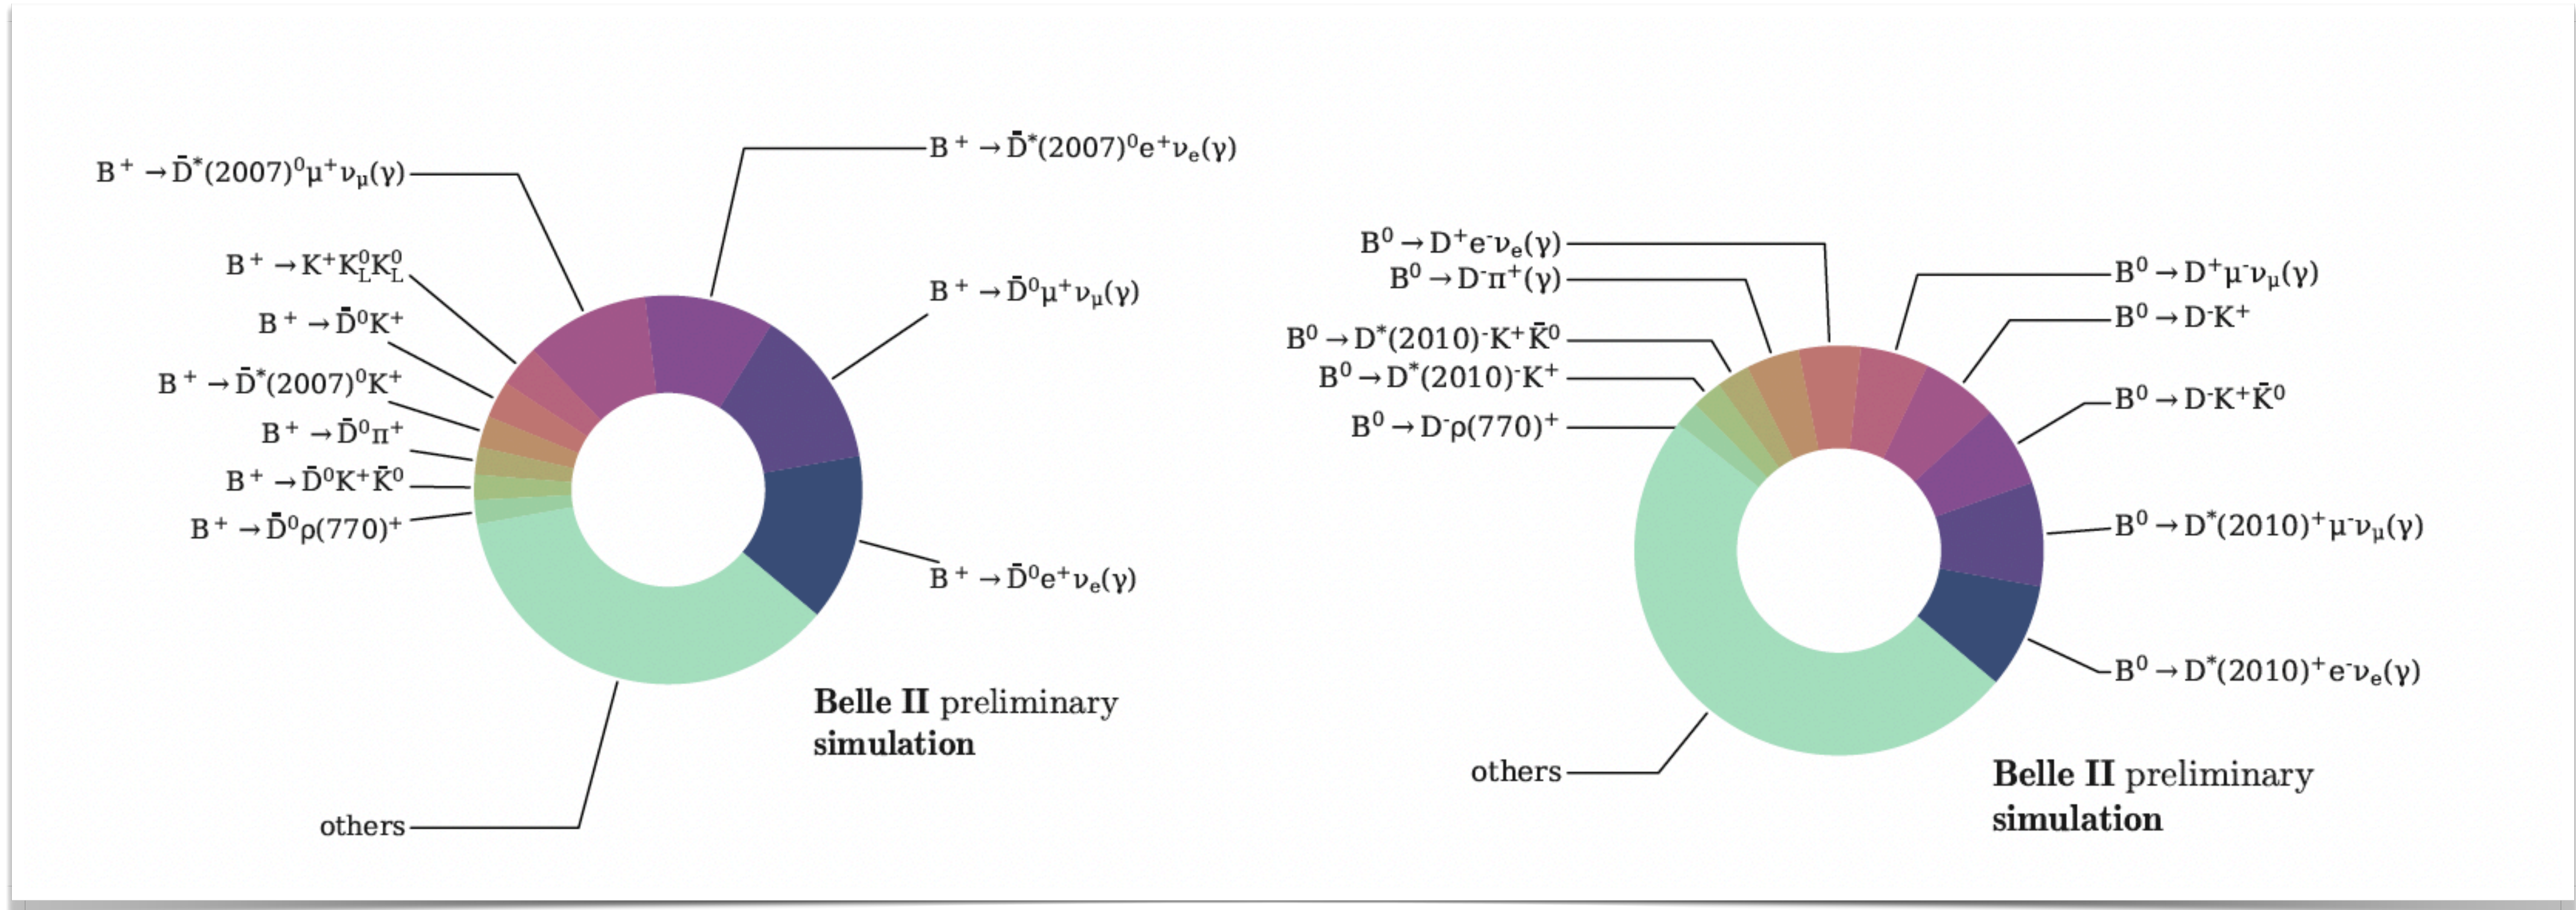 B⁺ → D̄*(2007)⁰e⁺νₑ(γ)
B⁺ → D̄*(2007)⁰μ⁺ν_μ(γ)
B⁺ → K⁺K_L⁰K_L⁰
B⁺ → D̄⁰μ⁺ν_μ(γ)
B⁺ → D̄⁰K⁺
B⁺ → D̄*(2007)⁰K⁺
B⁺ → D̄⁰π⁺
B⁺ → D̄⁰K⁺K̄⁰
B⁺ → D̄⁰ρ(770)⁺
B⁺ → D̄⁰e⁺νₑ(γ)
Belle II preliminary
simulation
others
B⁰ → D⁺e⁻νₑ(γ)
B⁰ → D⁻π⁺(γ)
B⁰ → D*(2010)⁻K⁺K̄⁰
B⁰ → D*(2010)⁻K⁺
B⁰ → D⁻ρ(770)⁺
B⁰ → D⁺μ⁻ν_μ(γ)
B⁰ → D⁻K⁺
B⁰ → D⁻K⁺K̄⁰
B⁰ → D*(2010)⁺μ⁻ν_μ(γ)
B⁰ → D*(2010)⁺e⁻νₑ(γ)
others
Belle II preliminary
simulation